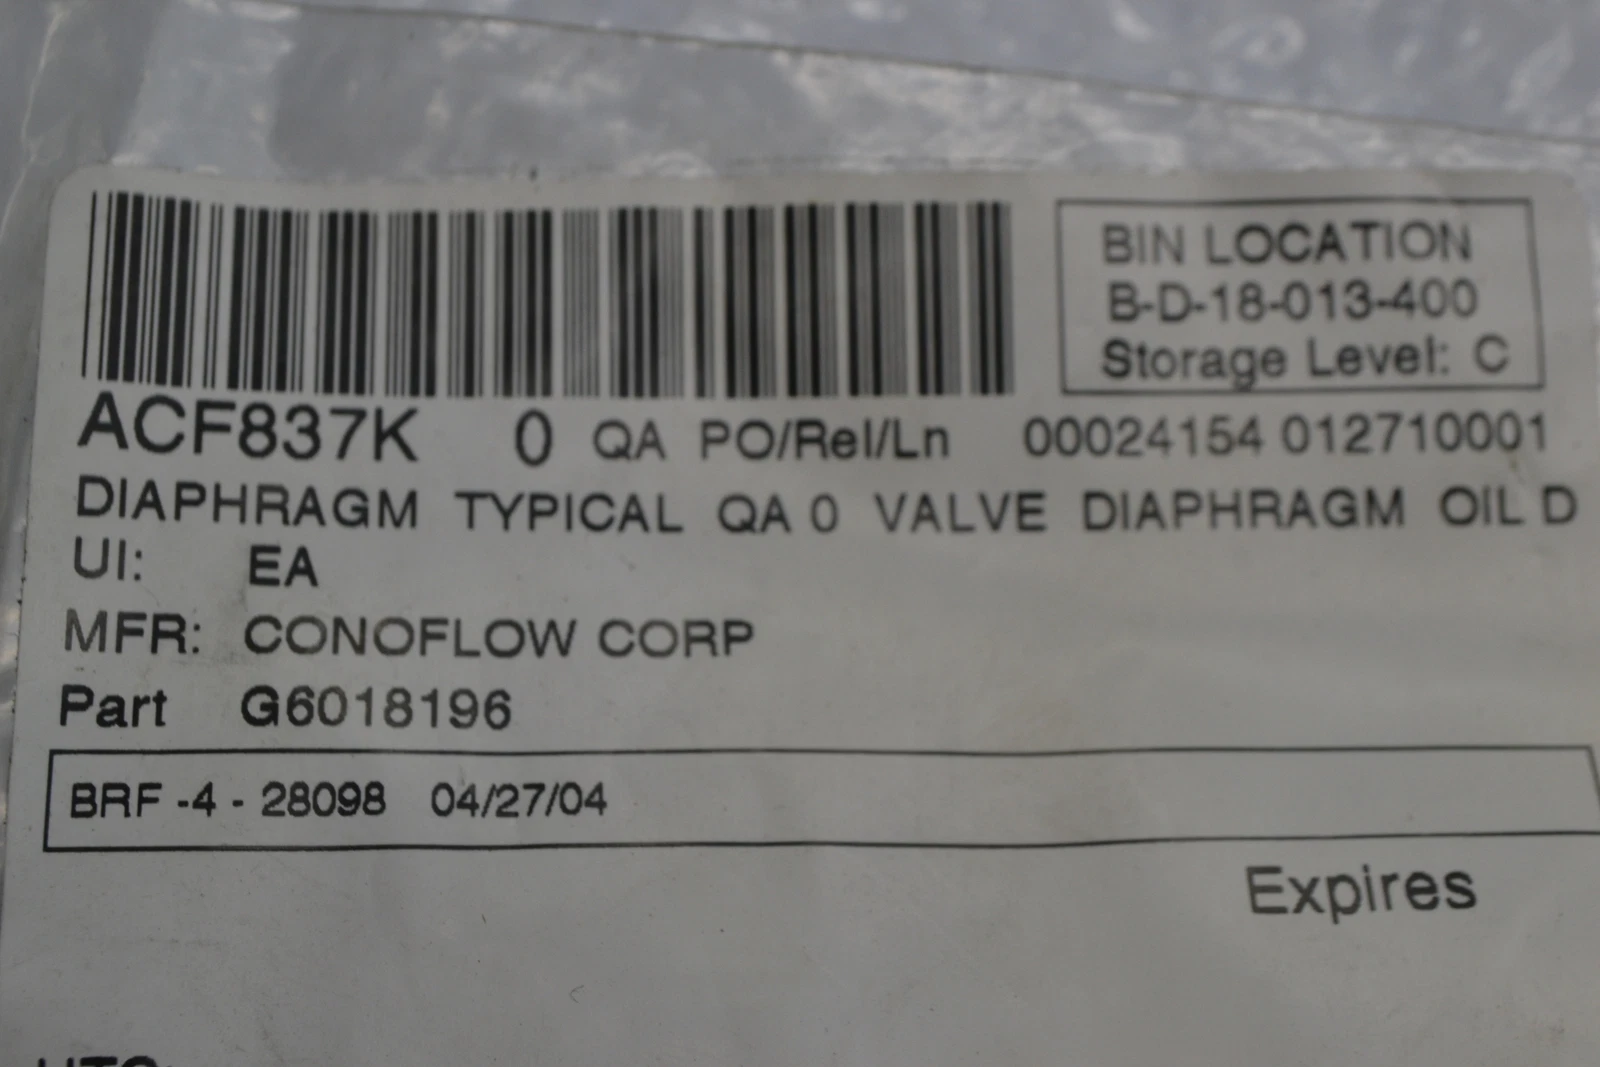 BIN LOCATION
B-D-18-013-400
Storage Level: C
ACF837K 0 QA PO/Rel/Ln 00024154 012710001
DIAPHRAGM TYPICAL QA 0 VALVE DIAPHRAGM OIL D
UI: EA
MFR: CONOFLOW CORP
Part G6018196
BRF -4 - 28098 04/27/04
Expires